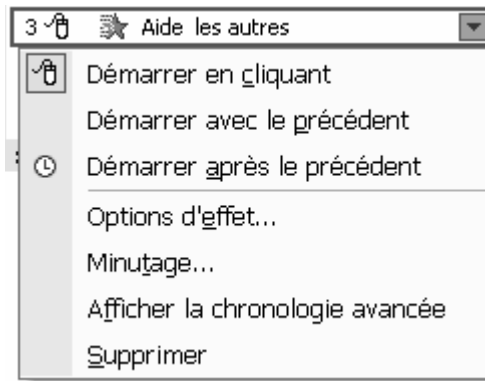 3 Aide les autres
Démarrer en cliquant
Démarrer avec le précédent
Démarrer après le précédent
Options d'effet...
Minutage...
Afficher la chronologie avancée
Supprimer